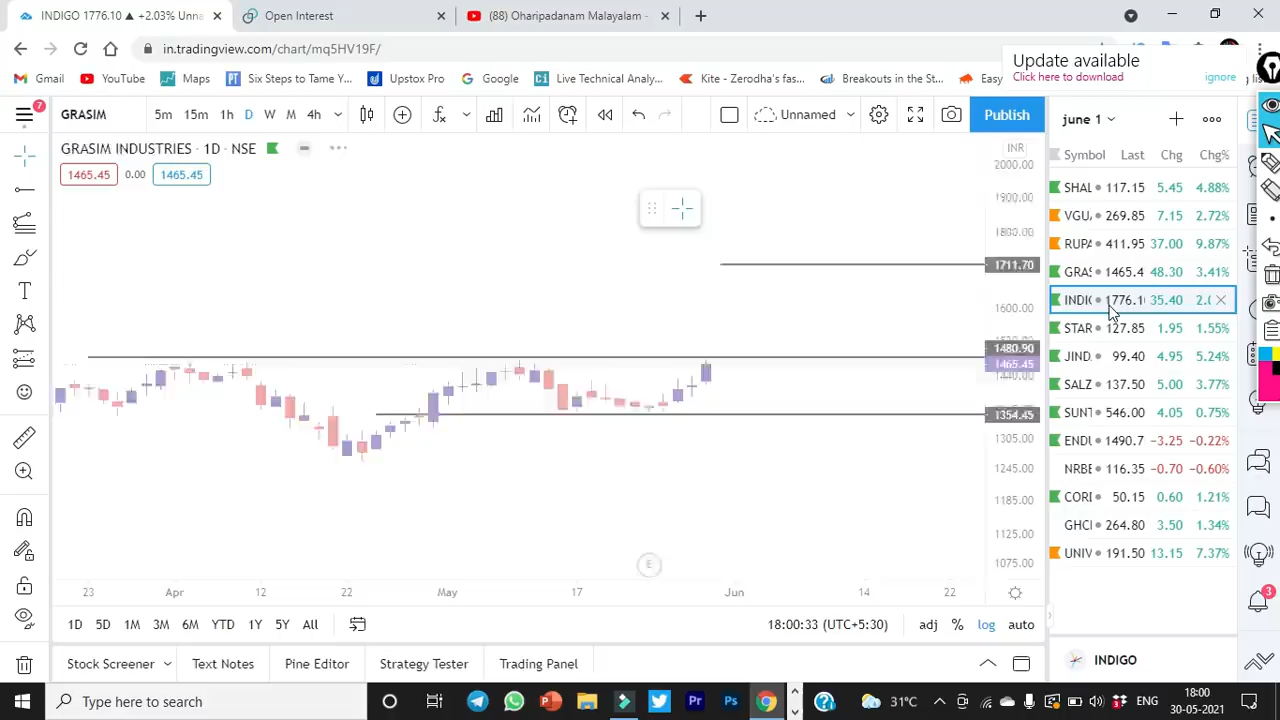 INDIGO 1776.10 ▲ +2.03% Unna
Open Interest
(88) Oharipadanam Malayalam -
in.tradingview.com/chart/mq5HV19F/
Update available
Click here to download
ignore
Gmail
YouTube
Maps
Six Steps to Tame Y...
Upstox Pro
Google
Live Technical Analy...
Kite - Zerodha's fas...
Breakouts in the St...
Easy
7
GRASIM
5m 15m 1h D W M 4h
Unnamed
Publish
june 1
GRASIM INDUSTRIES · 1D · NSE
1465.45 0.00 1465.45
INR
2000.00
1900.00
1800.00
1711.70
1600.00
1480.90
1465.45
1440.00
1354.45
1305.00
1245.00
1185.00
1125.00
1075.00
E
23 Apr 12 22 May 17 Jun 14 22
Symbol Last Chg Chg%
SHAL 117.15 5.45 4.88%
VGU 269.85 7.15 2.72%
RUPA 411.95 37.00 9.87%
GRAS 1465.4 48.30 3.41%
INDIG 1776.10 35.40 2.0
STAR 127.85 1.95 1.55%
JIND 99.40 4.95 5.24%
SALZ 137.50 5.00 3.77%
SUNT 546.00 4.05 0.75%
ENDU 1490.7 −3.25 −0.22%
NRBE 116.35 −0.70 −0.60%
CORI 50.15 0.60 1.21%
GHCI 264.80 3.50 1.34%
UNIV 191.50 13.15 7.37%
3
1D 5D 1M 3M 6M YTD 1Y 5Y All
18:00:33 (UTC+5:30)
adj % log auto
Stock Screener
Text Notes
Pine Editor
Strategy Tester
Trading Panel
INDIGO
Type here to search
31°C
ENG
18:00
30-05-2021